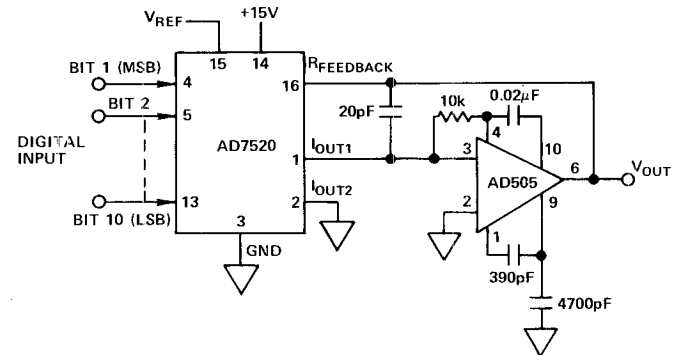 VREF
+15V
15
14
RFEEDBACK
BIT 1 (MSB)
4
16
BIT 2
5
20pF
10k
0.02μF
4
DIGITAL
INPUT
AD7520
IOUT1
1
3
10
AD505
6
VOUT
IOUT2
2
2
9
13
BIT 10 (LSB)
3
GND
1
390pF
4700pF